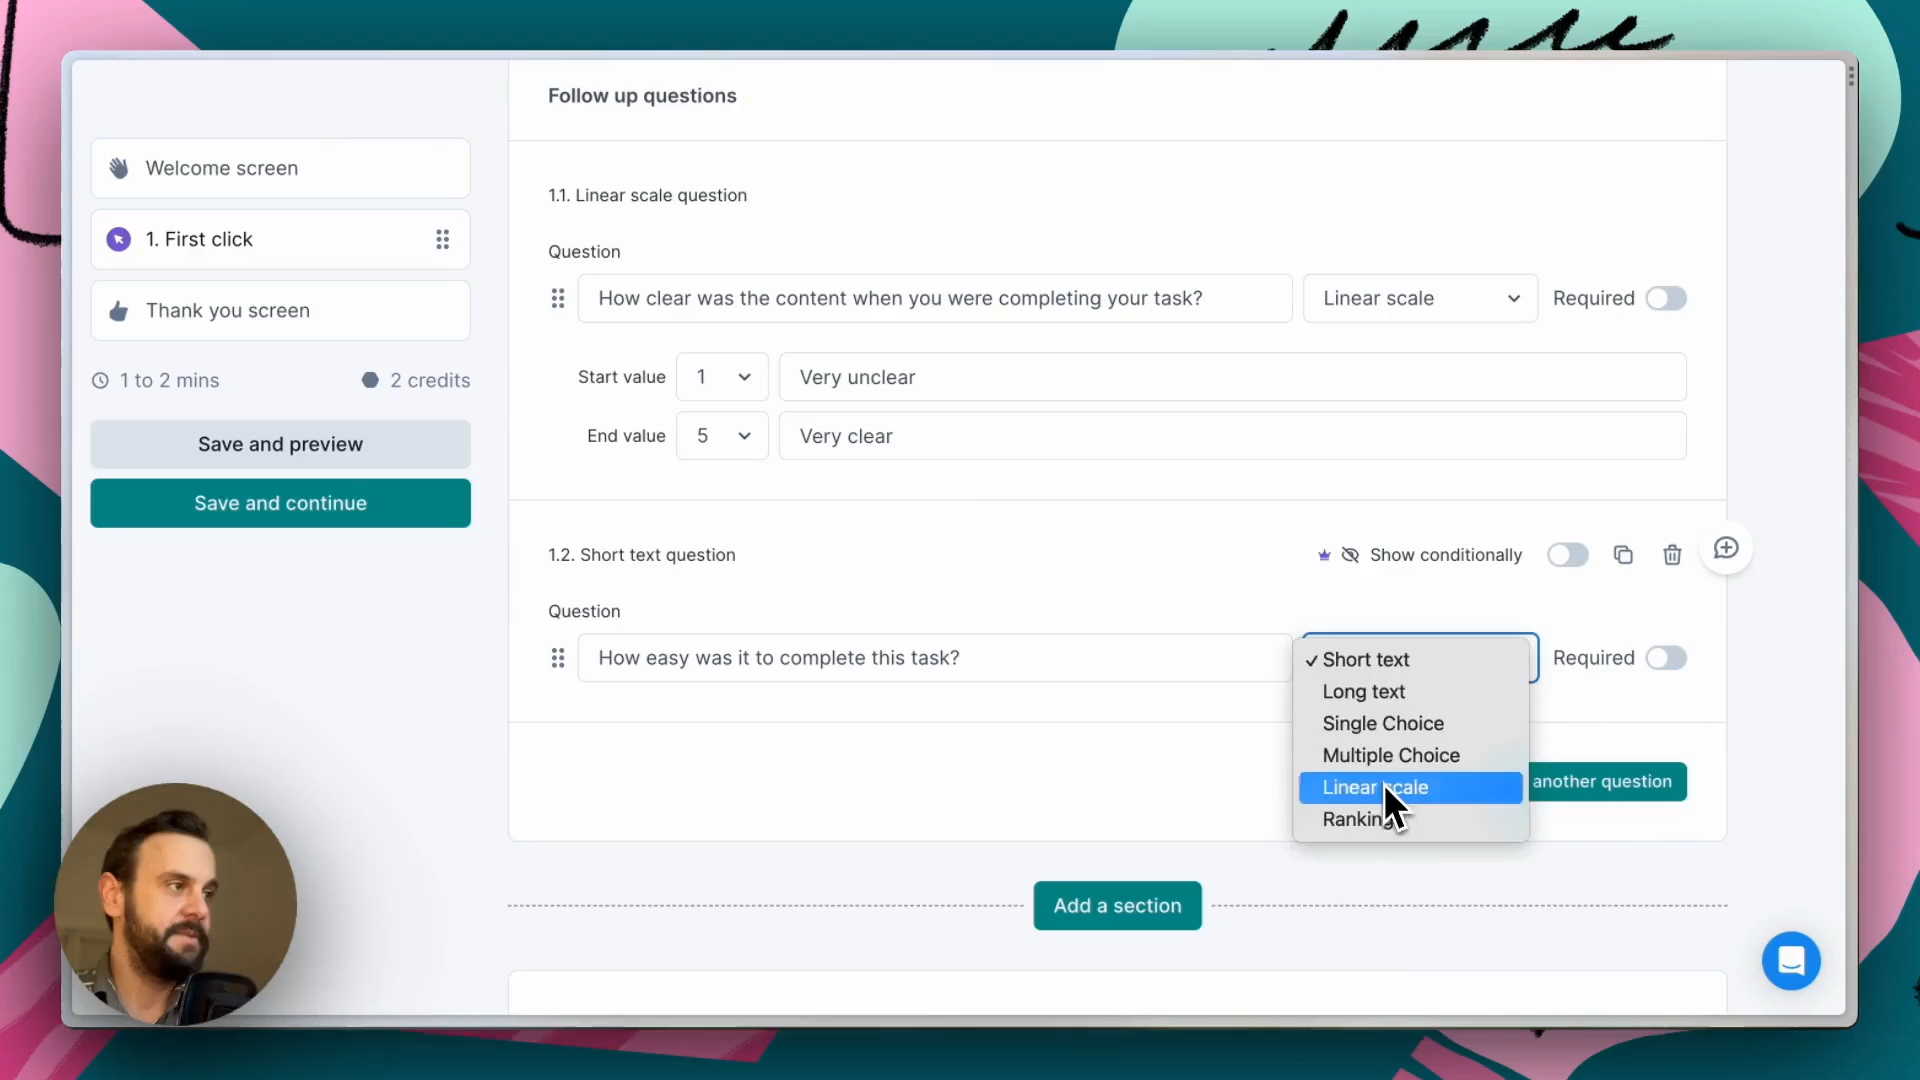 Follow up questions
Welcome screen
1. First click
Thank you screen
1 to 2 mins
2 credits
Save and preview
Save and continue
1.1. Linear scale question
Question
How clear was the content when you were completing your task?
Linear scale
Required
Start value
1
Very unclear
End value
5
Very clear
1.2. Short text question
Show conditionally
Question
How easy was it to complete this task?
✓ Short text
Required
Long text
Single Choice
Multiple Choice
Linear scale
another question
Ranking
Add a section